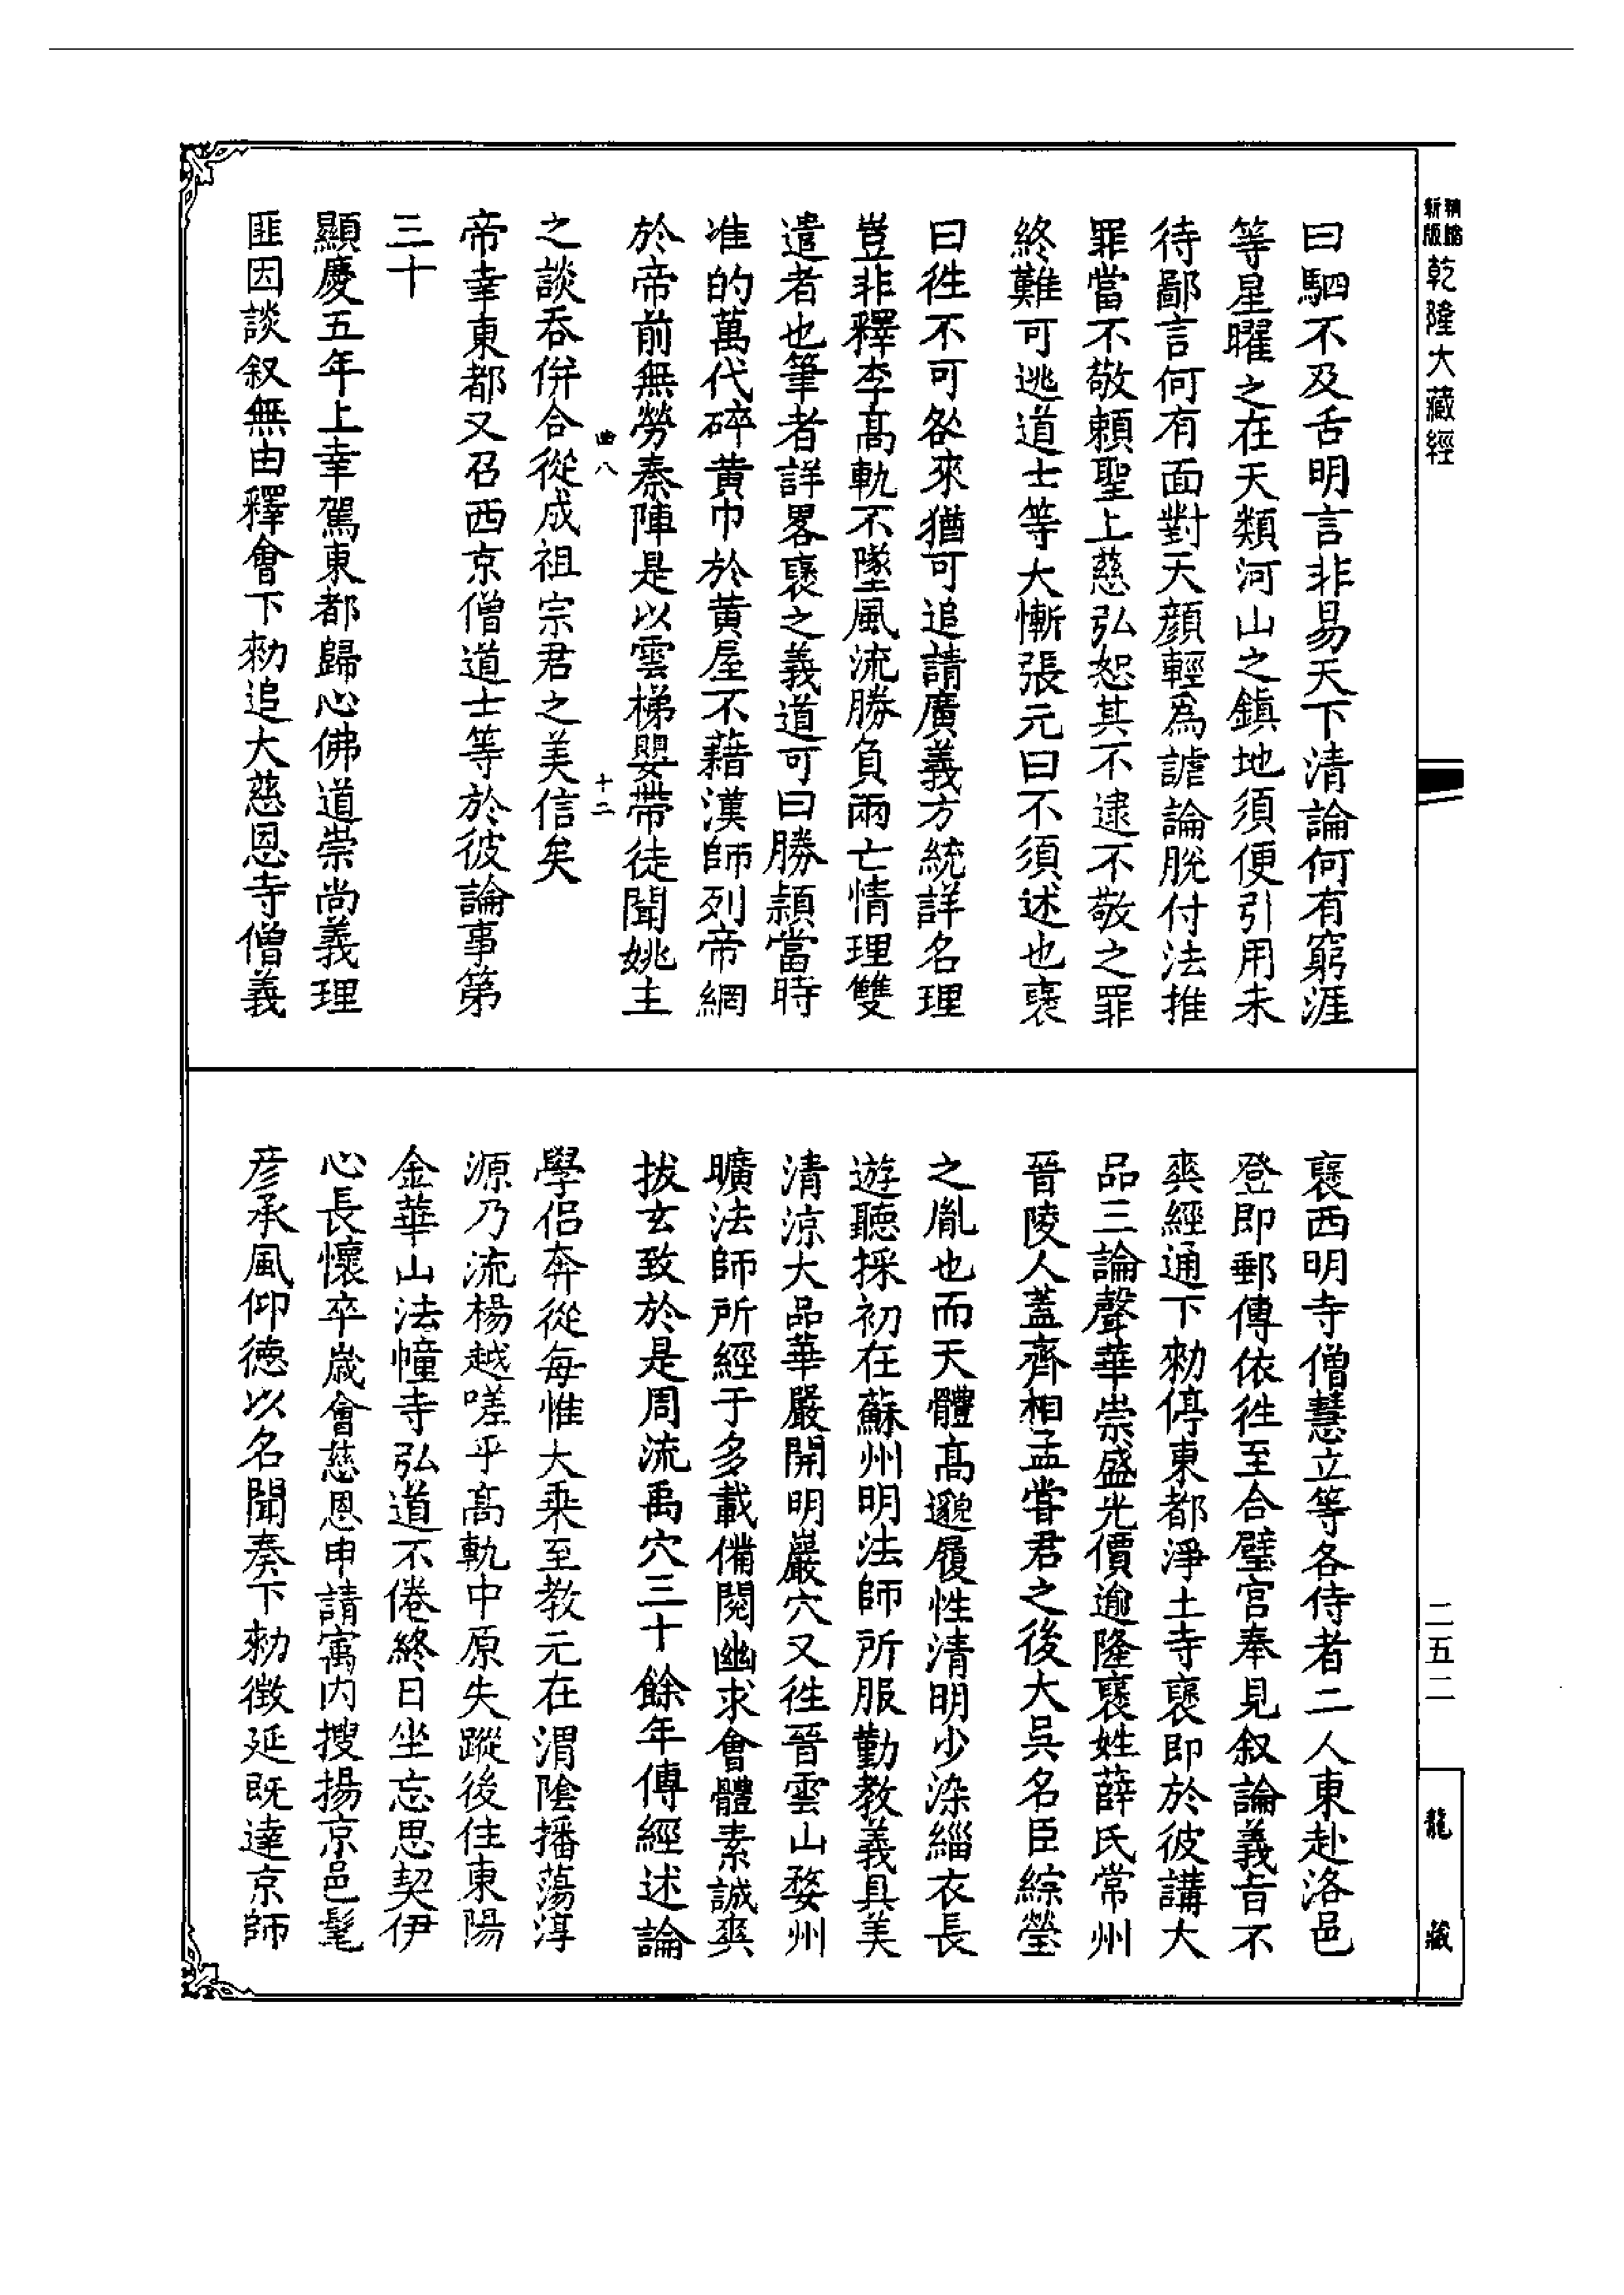 精縮
新版
乾隆大藏經
曰駟不及舌明言非易天下清論何有窮涯
等星曜之在天類河山之鎮地須便引用未
待鄙言何有面對天顏輕為謔論脫付法推
罪當不敬賴聖上慈弘恕其不逮不敬之罪
終難可逃道士等大慚張元曰不須述也襃
曰徃不可咎來猶可追請廣義方統詳名理
豈非釋李高軌不墜風流勝負兩亡情理雙
遣者也筆者詳畧襃之義道可曰勝頴當時
准的萬代碎黃巾於黃屋不藉漢師列帝網
於帝前無勞秦陣是以雲梯嬰帶徒聞姚主
曲八
十二
之談吞併合從成祖宗君之美信矣
帝幸東都又召西京僧道士等於彼論事第
三十
顯慶五年上幸駕東都歸心佛道崇尚義理
匪因談叙無由釋會下勑追大慈恩寺僧義
襃西明寺僧慧立等各侍者二人東赴洛邑
登即郵傳依徃至合璧宮奉見叙論義旨不
爽經通下勑停東都淨土寺襃即於彼講大
品三論聲華崇盛光價逾隆襃姓薛氏常州
晉陵人蓋齊相孟嘗君之後大吳名臣綜瑩
之胤也而天體高邈履性清明少染緇衣長
遊聽採初在蘇州明法師所服勤教義具美
清涼大品華嚴開明巖穴又徃晉雲山婺州
曠法師所經于多載備閱幽求會體素誠爽
拔玄致於是周流禹穴三十餘年傳經述論
學侶奔從每惟大乘至教元在渭陰播蕩淳
源乃流楊越嗟乎高軌中原失蹤後住東陽
金華山法幢寺弘道不倦終日坐忘思契伊
心長懷卒歲會慈恩申請寓內搜揚京邑髦
彥承風仰德以名聞奏下勑徵延既達京師
二五二
龍藏